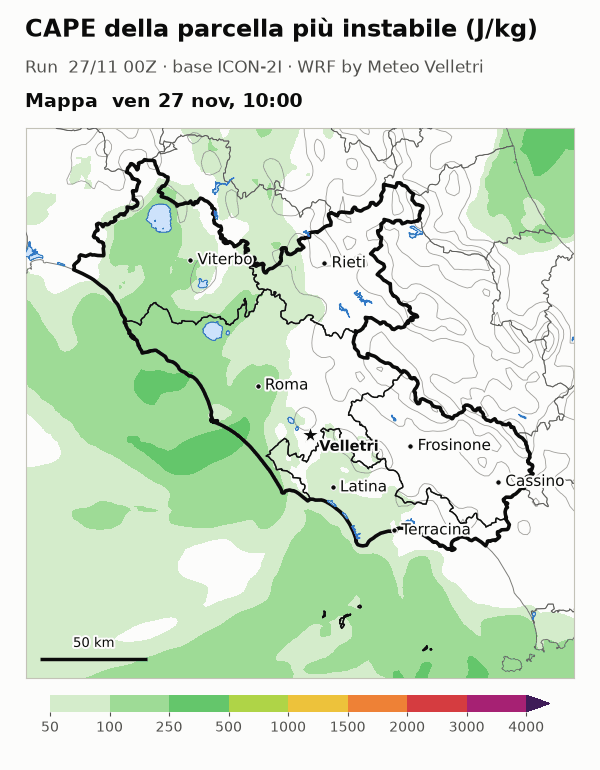 CAPE della parcella più instabile (J/kg)
Run 27/11 00Z · base ICON-2I · WRF by Meteo Velletri
Mappa ven 27 nov, 10:00
Viterbo
Rieti
Roma
Velletri
Frosinone
Latina
Cassino
Terracina
50 km
50 100 250 500 1000 1500 2000 3000 4000